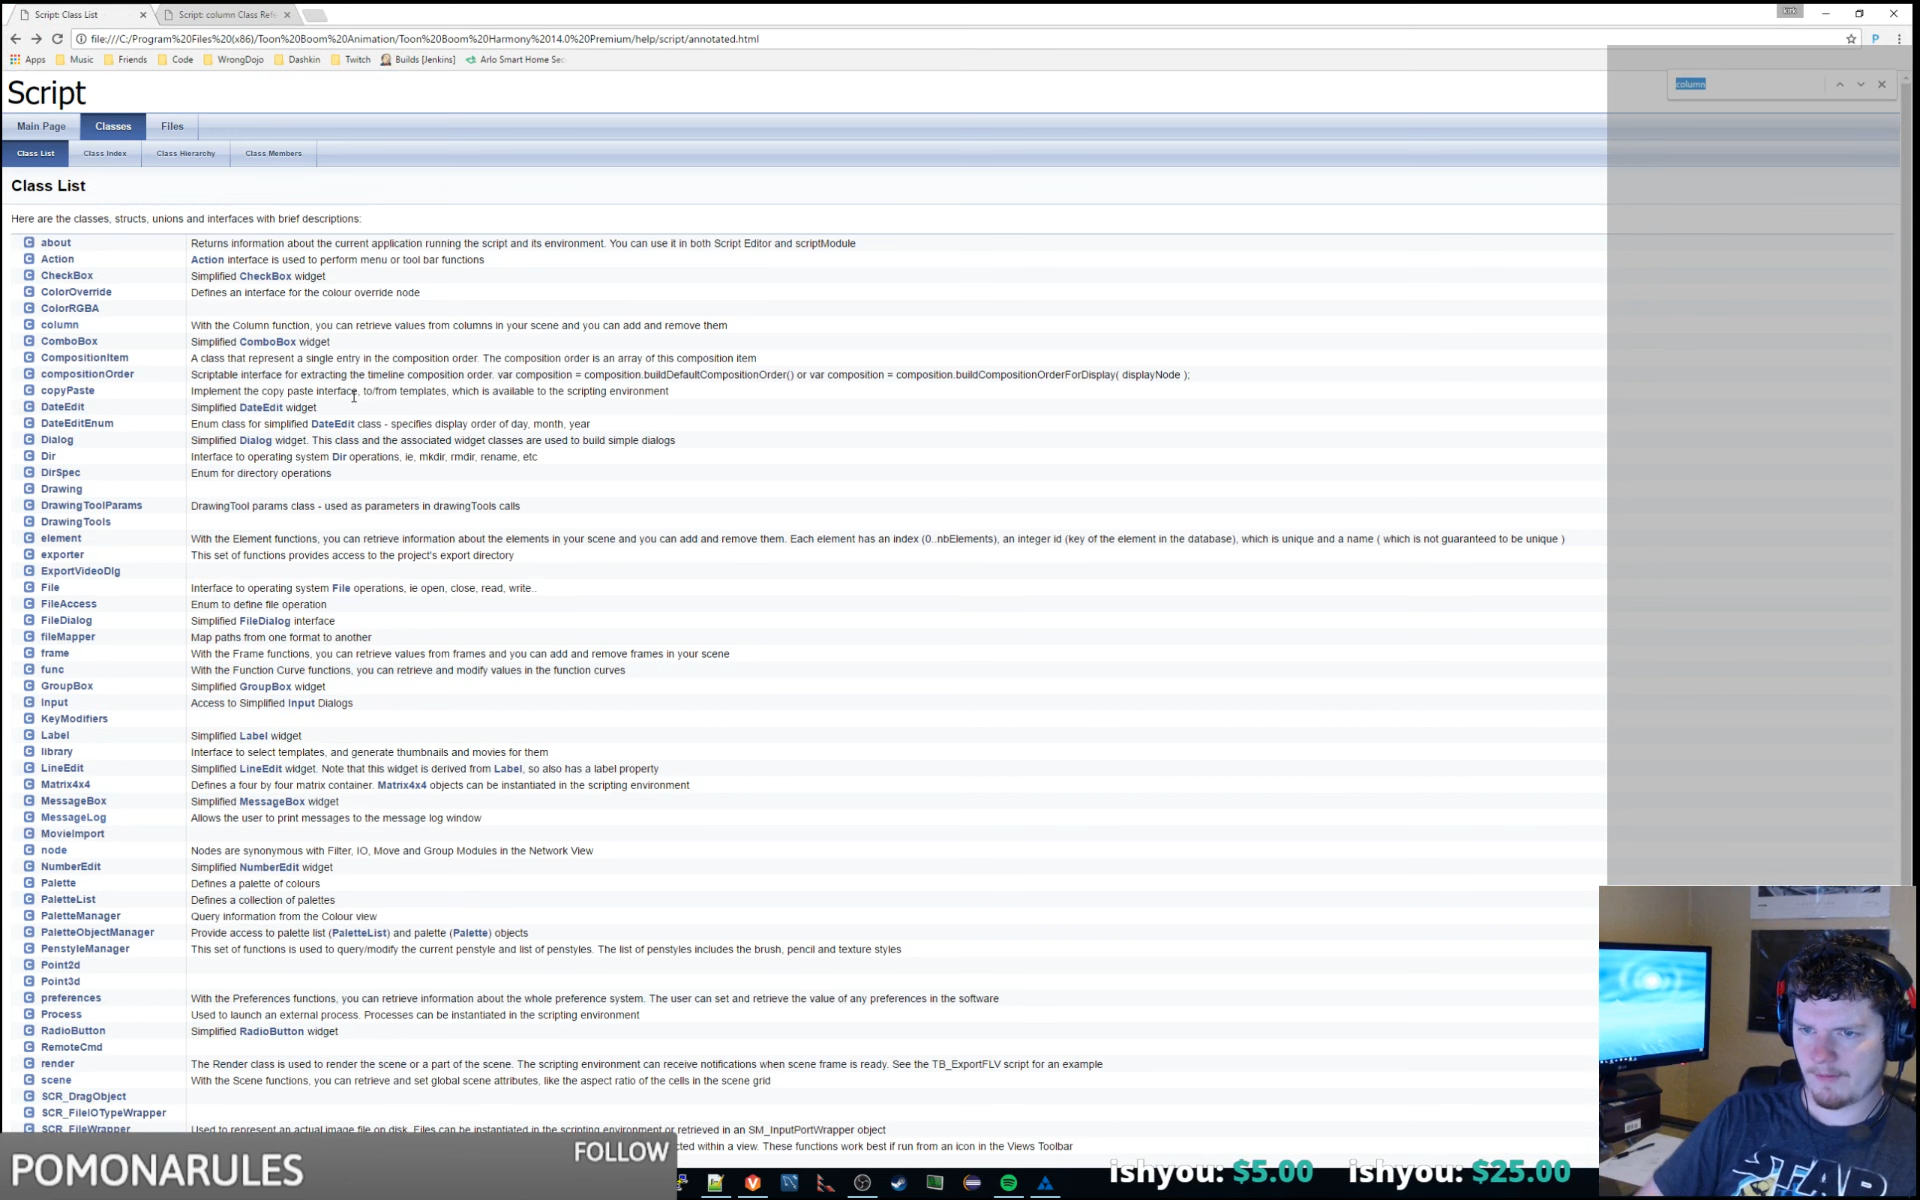 Script: Class List
Script: column Class Ref
kirk
file:///C:/Program%20Files%20(x86)/Toon%20Boom%20Animation/Toon%20Boom%20Harmony%2014.0%20Premium/help/script/annotated.html
Apps Music Friends Code WrongDojo Dashkin Twitch Builds [Jenkins] Arlo Smart Home Sec
column
Script
Main Page Classes Files
Class List Class Index Class Hierarchy Class Members
Class List
Here are the classes, structs, unions and interfaces with brief descriptions:
about Returns information about the current application running the script and its environment. You can use it in both Script Editor and scriptModule
Action Action interface is used to perform menu or tool bar functions
CheckBox Simplified CheckBox widget
ColorOverride Defines an interface for the colour override node
ColorRGBA
column With the Column function, you can retrieve values from columns in your scene and you can add and remove them
ComboBox Simplified ComboBox widget
CompositionItem A class that represent a single entry in the composition order. The composition order is an array of this composition item
compositionOrder Scriptable interface for extracting the timeline composition order. var composition = composition.buildDefaultCompositionOrder() or var composition = composition.buildCompositionOrderForDisplay( displayNode );
copyPaste Implement the copy paste interface, to/from templates, which is available to the scripting environment
DateEdit Simplified DateEdit widget
DateEditEnum Enum class for simplified DateEdit class - specifies display order of day, month, year
Dialog Simplified Dialog widget. This class and the associated widget classes are used to build simple dialogs
Dir Interface to operating system Dir operations, ie, mkdir, rmdir, rename, etc
DirSpec Enum for directory operations
Drawing
DrawingToolParams DrawingTool params class - used as parameters in drawingTools calls
DrawingTools
element With the Element functions, you can retrieve information about the elements in your scene and you can add and remove them. Each element has an index (0..nbElements), an integer id (key of the element in the database), which is unique and a name ( which is not guaranteed to be unique )
exporter This set of functions provides access to the project's export directory
ExportVideoDlg
File Interface to operating system File operations, ie open, close, read, write..
FileAccess Enum to define file operation
FileDialog Simplified FileDialog interface
fileMapper Map paths from one format to another
frame With the Frame functions, you can retrieve values from frames and you can add and remove frames in your scene
func With the Function Curve functions, you can retrieve and modify values in the function curves
GroupBox Simplified GroupBox widget
Input Access to Simplified Input Dialogs
KeyModifiers
Label Simplified Label widget
library Interface to select templates, and generate thumbnails and movies for them
LineEdit Simplified LineEdit widget. Note that this widget is derived from Label, so also has a label property
Matrix4x4 Defines a four by four matrix container. Matrix4x4 objects can be instantiated in the scripting environment
MessageBox Simplified MessageBox widget
MessageLog Allows the user to print messages to the message log window
MovieImport
node Nodes are synonymous with Filter, IO, Move and Group Modules in the Network View
NumberEdit Simplified NumberEdit widget
Palette Defines a palette of colours
PaletteList Defines a collection of palettes
PaletteManager Query information from the Colour view
PaletteObjectManager Provide access to palette list (PaletteList) and palette (Palette) objects
PenstyleManager This set of functions is used to query/modify the current penstyle and list of penstyles. The list of penstyles includes the brush, pencil and texture styles
Point2d
Point3d
preferences With the Preferences functions, you can retrieve information about the whole preference system. The user can set and retrieve the value of any preferences in the software
Process Used to launch an external process. Processes can be instantiated in the scripting environment
RadioButton Simplified RadioButton widget
RemoteCmd
render The Render class is used to render the scene or a part of the scene. The scripting environment can receive notifications when scene frame is ready. See the TB_ExportFLV script for an example
scene With the Scene functions, you can retrieve and set global scene attributes, like the aspect ratio of the cells in the scene grid
SCR_DragObject
SCR_FileIOTypeWrapper
SCR_FileWrapper Used to represent an actual image file on disk. Files can be instantiated in the scripting environment or retrieved in an SM_InputPortWrapper object
cted within a view. These functions work best if run from an icon in the Views Toolbar
FOLLOW
POMONARULES
ishyou: $5.00 ishyou: $25.00
STAR